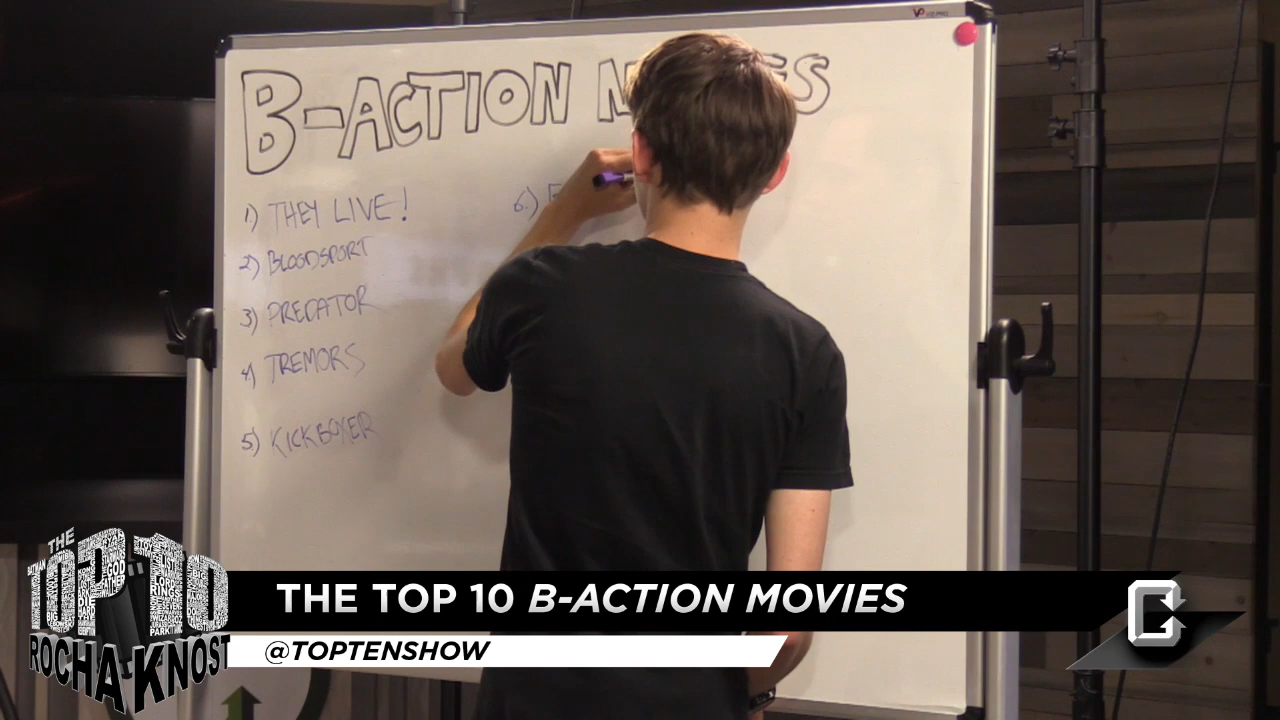 B-ACTION M ES
1) THEY LIVE!
2) BLOODSPORT
3) PREDATOR
4) TREMORS
5) KICKBOXER
6.)
THE
TOP 10
ROCHA KNOST
THE TOP 10 B-ACTION MOVIES
@TOPTENSHOW